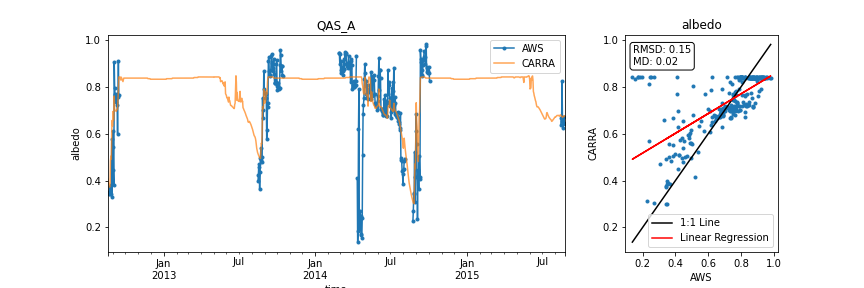 QAS_A
albedo
1.0
0.8
0.6
0.4
0.2
albedo
AWS
CARRA
Jan
2013
Jul
Jan
2014
Jul
Jan
2015
Jul
time
1.0
0.8
0.6
0.4
0.2
CARRA
RMSD: 0.15
MD: 0.02
1:1 Line
Linear Regression
0.2 0.4 0.6 0.8 1.0
AWS